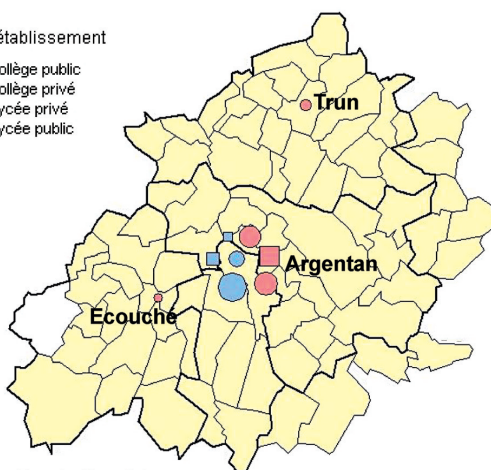 établissement
ollège public
ollège privé
ycée privé
ycée public
Trun
Argentan
Ecouché